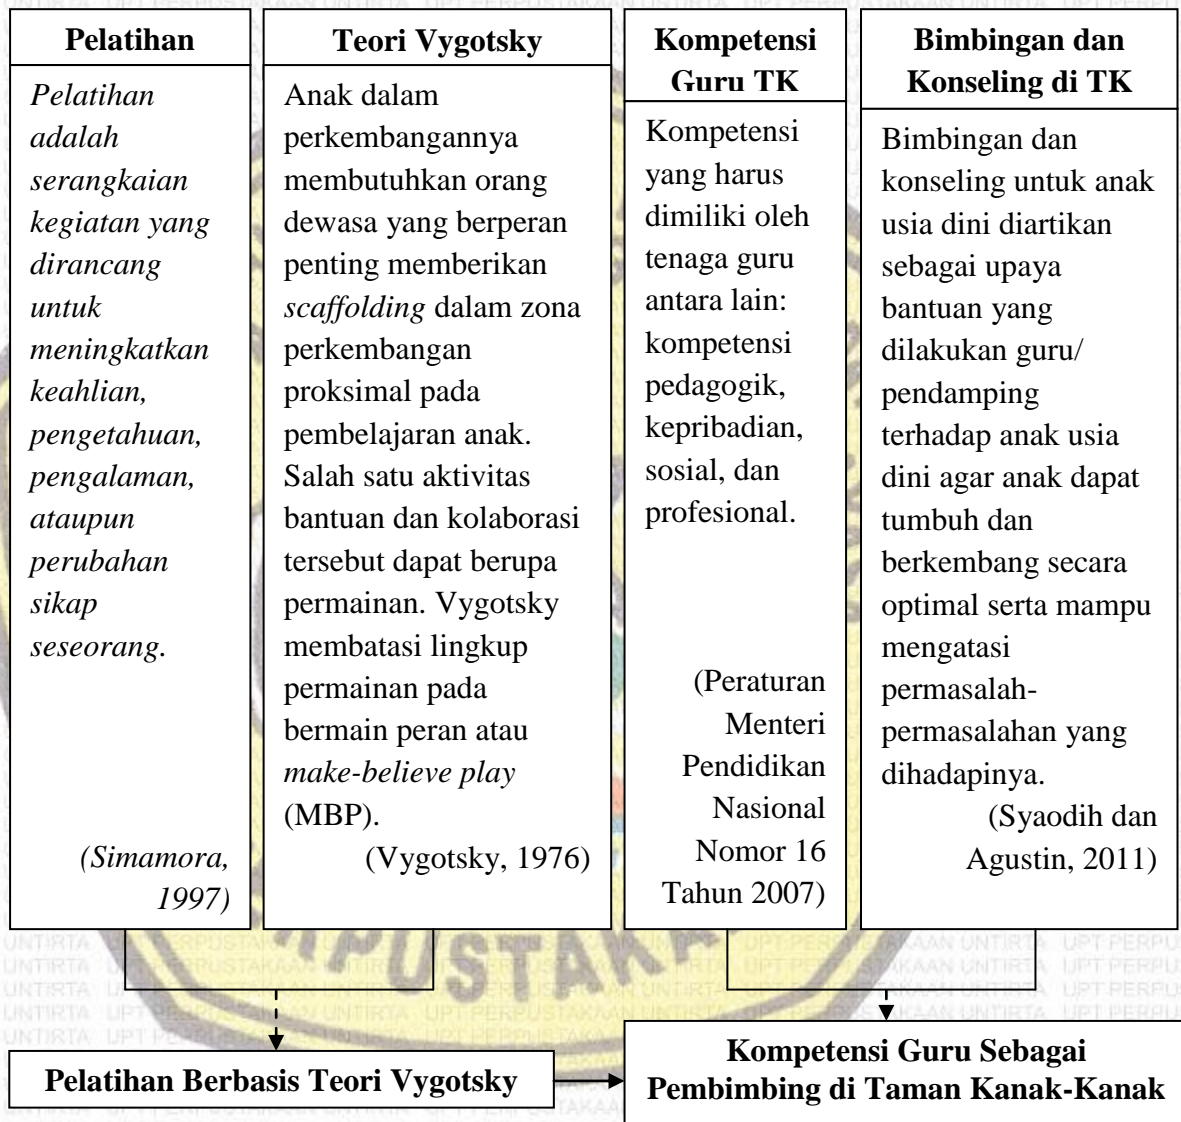 Pelatihan
Pelatihan
adalah
serangkaian
kegiatan yang
dirancang
untuk
meningkatkan
keahlian,
pengetahuan,
pengalaman,
ataupun
perubahan
sikap
seseorang.
(Simamora,
1997)
Teori Vygotsky
Anak dalam
perkembangannya
membutuhkan orang
dewasa yang berperan
penting memberikan
scaffolding dalam zona
perkembangan
proksimal pada
pembelajaran anak.
Salah satu aktivitas
bantuan dan kolaborasi
tersebut dapat berupa
permainan. Vygotsky
membatasi lingkup
permainan pada
bermain peran atau
make-believe play
(MBP).
(Vygotsky, 1976)
Kompetensi
Guru TK
Kompetensi
yang harus
dimiliki oleh
tenaga guru
antara lain:
kompetensi
pedagogik,
kepribadian,
sosial, dan
profesional.
(Peraturan
Menteri
Pendidikan
Nasional
Nomor 16
Tahun 2007)
Bimbingan dan
Konseling di TK
Bimbingan dan
konseling untuk anak
usia dini diartikan
sebagai upaya
bantuan yang
dilakukan guru/
pendamping
terhadap anak usia
dini agar anak dapat
tumbuh dan
berkembang secara
optimal serta mampu
mengatasi
permasalah-
permasalahan yang
dihadapinya.
(Syaodih dan
Agustin, 2011)
Pelatihan Berbasis Teori Vygotsky
Kompetensi Guru Sebagai
Pembimbing di Taman Kanak-Kanak